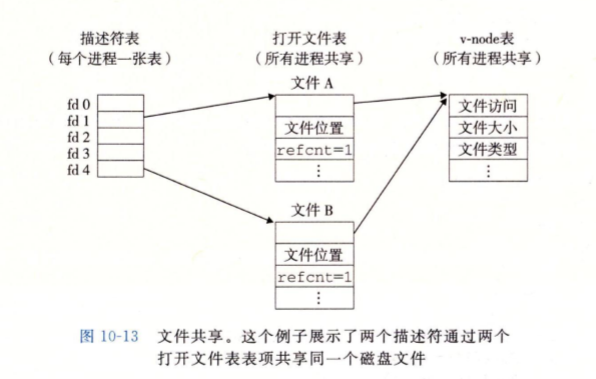 描述符表
（每个进程一张表）
打开文件表
（所有进程共享）
v-node表
（所有进程共享）
fd 0
fd 1
fd 2
fd 3
fd 4
文件 A
文件位置
refcnt=1
⋮
文件 B
文件位置
refcnt=1
⋮
文件访问
文件大小
文件类型
⋮
图 10-13 文件共享。这个例子展示了两个描述符通过两个
打开文件表表项共享同一个磁盘文件